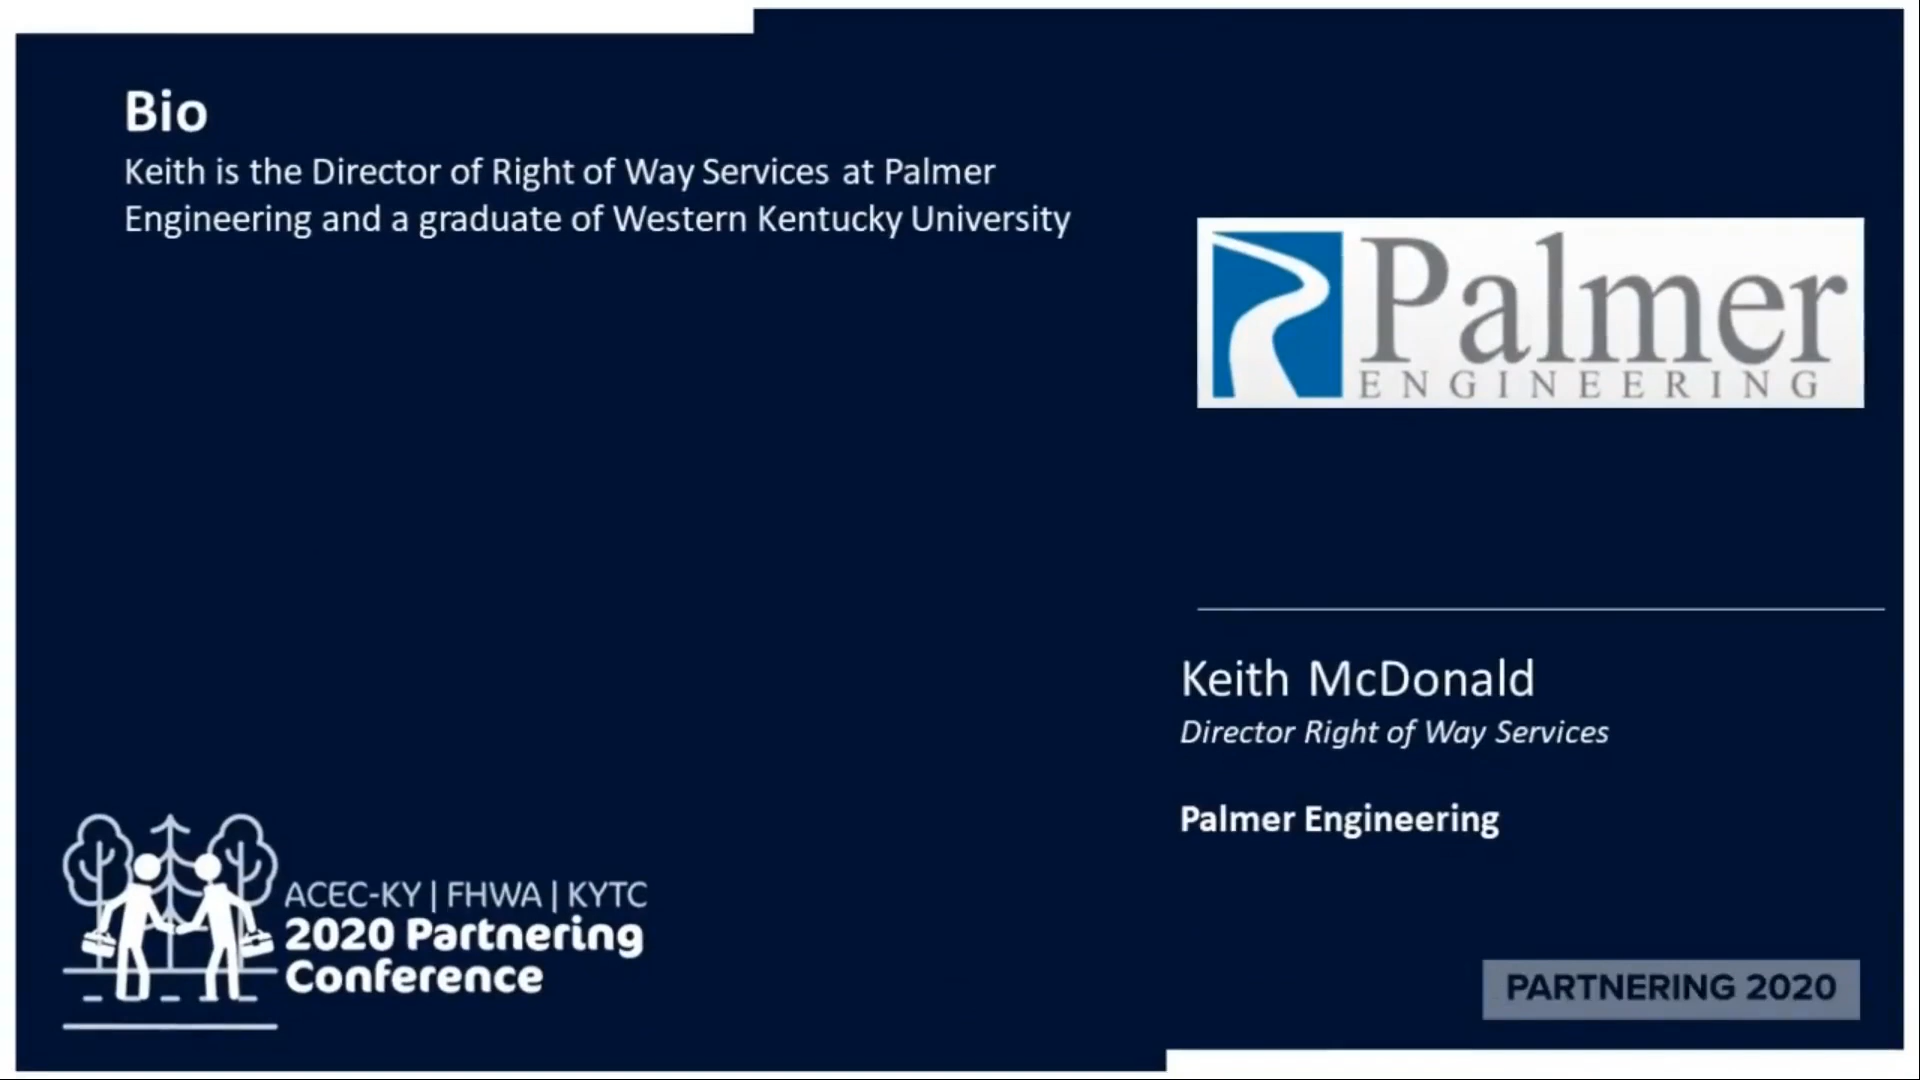 Bio
Keith is the Director of Right of Way Services at Palmer
Engineering and a graduate of Western Kentucky University
Palmer
ENGINEERING
Keith McDonald
Director Right of Way Services
Palmer Engineering
ACEC-KY | FHWA | KYTC
2020 Partnering
Conference
PARTNERING 2020